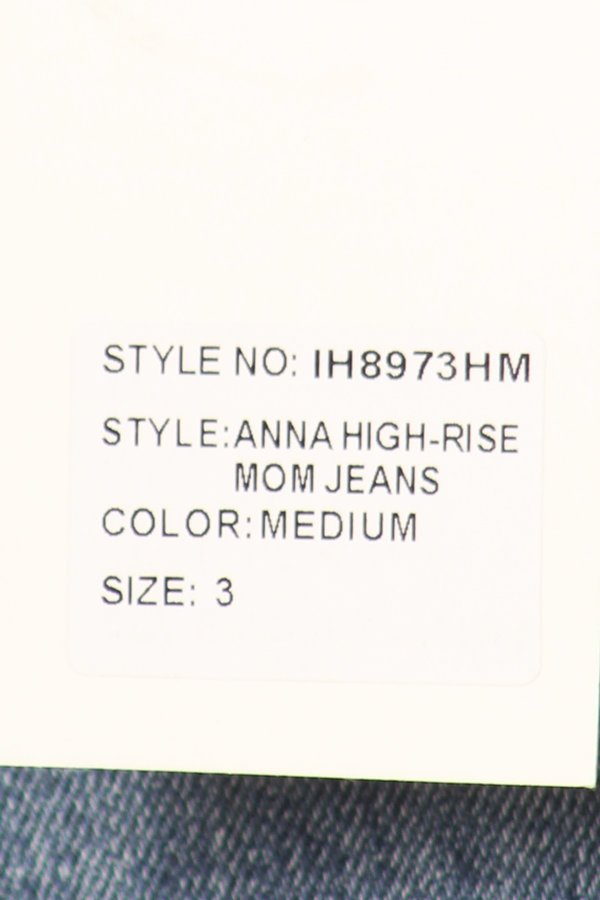 STYLE NO: IH8973HM
STYLE:ANNA HIGH-RISE
MOM JEANS
COLOR:MEDIUM
SIZE: 3